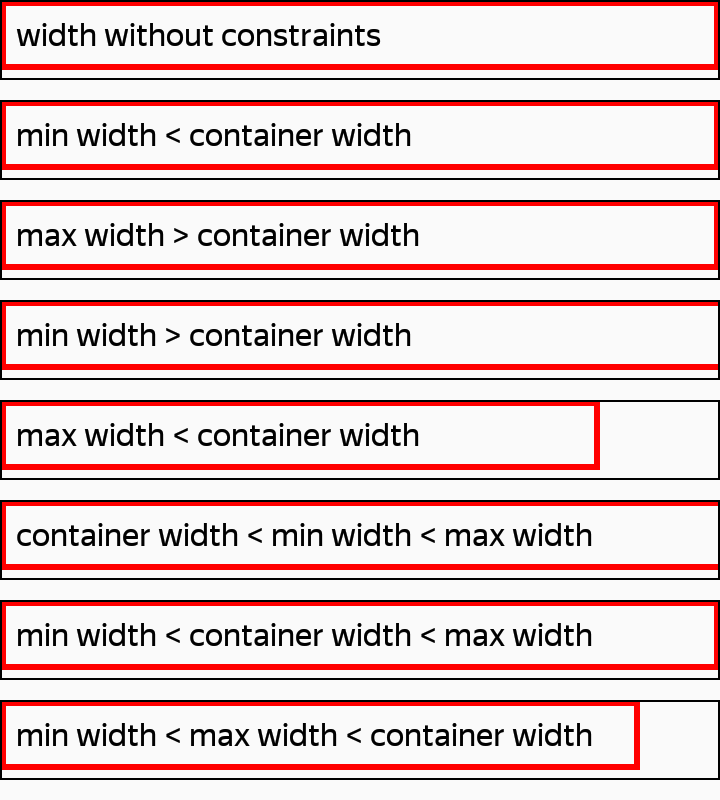 width without constraints
min width < container width
max width > container width
min width > container width
max width < container width
container width < min width < max width
min width < container width < max width
min width < max width < container width